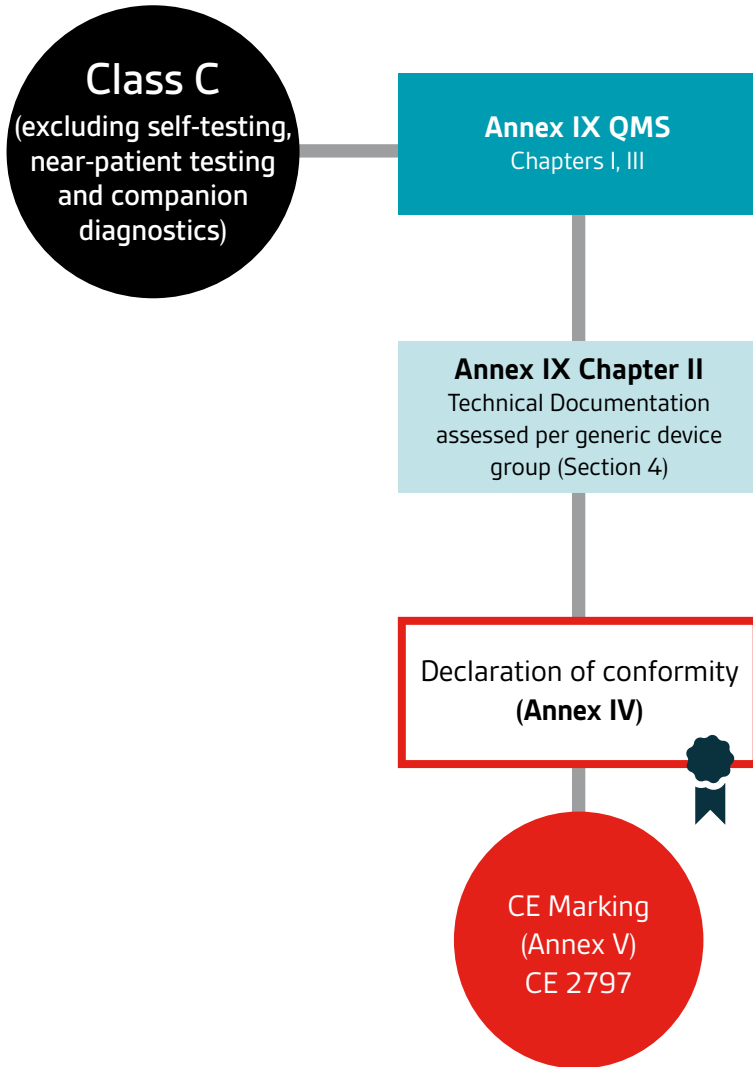 Class C
(excluding self-testing,
near-patient testing
and companion
diagnostics)
Annex IX QMS
Chapters I, III
Annex IX Chapter II
Technical Documentation
assessed per generic device
group (Section 4)
Declaration of conformity
(Annex IV)
CE Marking
(Annex V)
CE 2797